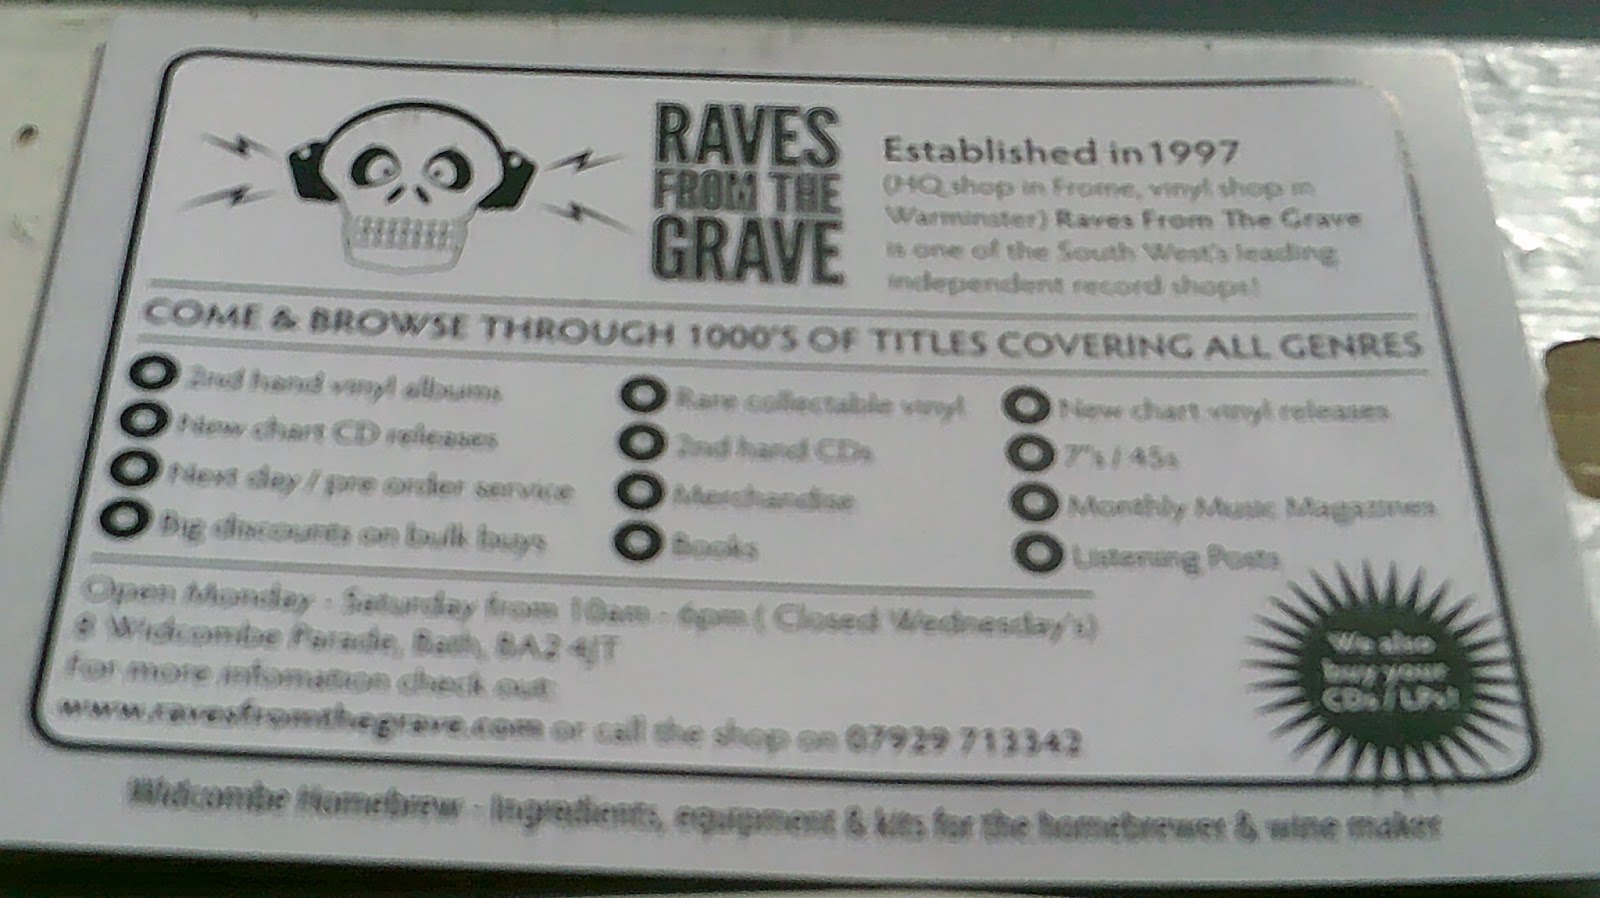 RAVES
FROM THE
GRAVE
Established in 1997
(HQ shop in Frome, vinyl shop in
Warminster) Raves From The Grave
is one of the South West's leading
independent record shops!
COME & BROWSE THROUGH 1000'S OF TITLES COVERING ALL GENRES
2nd hand vinyl albums
New chart CD releases
Next day / pre order service
Big discounts on bulk buys
Rare collectable vinyl
2nd hand CDs
Merchandise
Books
New chart vinyl releases
7"s / 45s
Monthly Music Magazines
Listening Posts
Open Monday - Saturday from 10am - 6pm ( Closed Wednesday's)
8 Widcombe Parade, Bath, BA2 4JT
For more infomation check out:
www.ravesfromthegrave.com or call the shop on 07929 713342
We also
buy your
CDs / LPs!
Widcombe Homebrew - Ingredients, equipment & kits for the homebrewer & wine maker